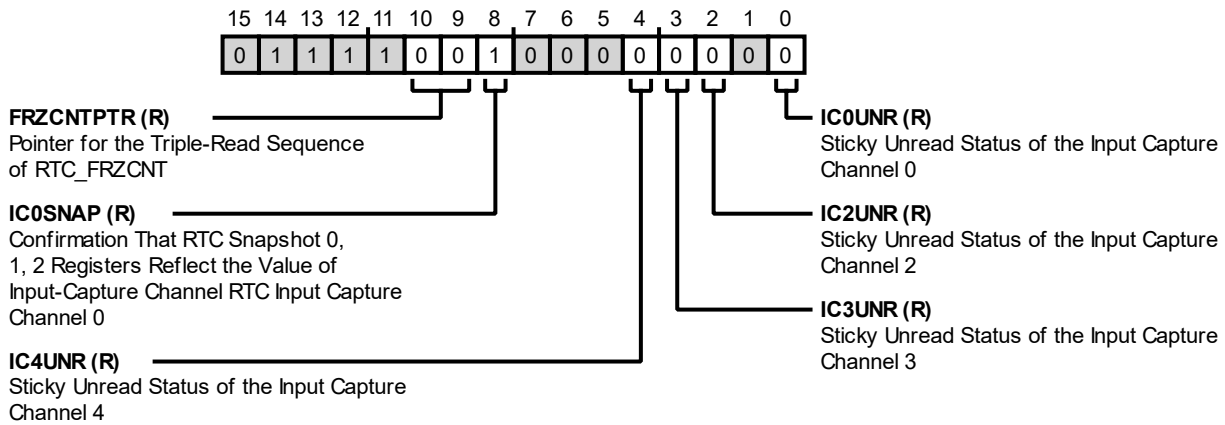 15 14 13 12 11 10 9 8 7 6 5 4 3 2 1 0
0 1 1 1 1 0 0 1 0 0 0 0 0 0 0 0
FRZCNTPTR (R)
Pointer for the Triple-Read Sequence
of RTC_FRZCNT
IC0SNAP (R)
Confirmation That RTC Snapshot 0,
1, 2 Registers Reflect the Value of
Input-Capture Channel RTC Input Capture
Channel 0
IC4UNR (R)
Sticky Unread Status of the Input Capture
Channel 4
IC0UNR (R)
Sticky Unread Status of the Input Capture
Channel 0
IC2UNR (R)
Sticky Unread Status of the Input Capture
Channel 2
IC3UNR (R)
Sticky Unread Status of the Input Capture
Channel 3